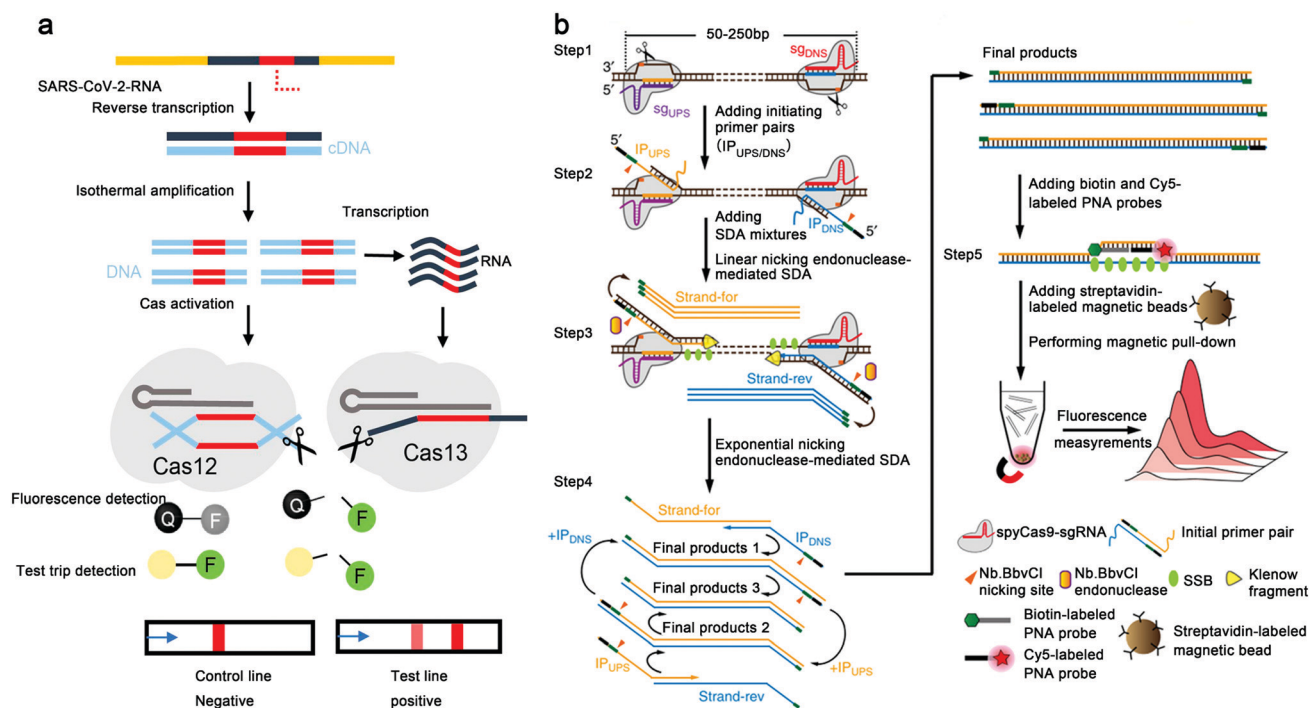 a
SARS-CoV-2-RNA
Reverse transcription
cDNA
Isothermal amplification
Transcription
DNA
RNA
Cas activation
Cas12
Cas13
Fluorescence detection
Q
F
Q
F
Test trip detection
F
F
Control line
Negative
Test line
positive
b
Step1
50-250bp
sgDNS
3′
5′
sgUPS
Adding initiating
primer pairs
(IPUPS/DNS)
5′
IPUPS
Step2
IPDNS
5′
Adding
SDA mixtures
Linear nicking endonuclease-
mediated SDA
Strand-for
Step3
Strand-rev
Exponential nicking
endonuclease-mediated SDA
Step4
Strand-for
+IPDNS
IPDNS
Final products 1
Final products 3
Final products 2
IPUPS
+IPUPS
Strand-rev
Final products
Adding biotin and Cy5-
labeled PNA probes
Step5
Adding streptavidin-
labeled magnetic beads
Performing magnetic pull-down
Fluorescence
measyrements
spyCas9-sgRNA
Initial primer pair
Nb.BbvCI
nicking site
Nb.BbvCI
endonuclease
SSB
Klenow
fragment
Biotin-labeled
PNA probe
Streptavidin-labeled
magnetic bead
Cy5-labeled
PNA probe